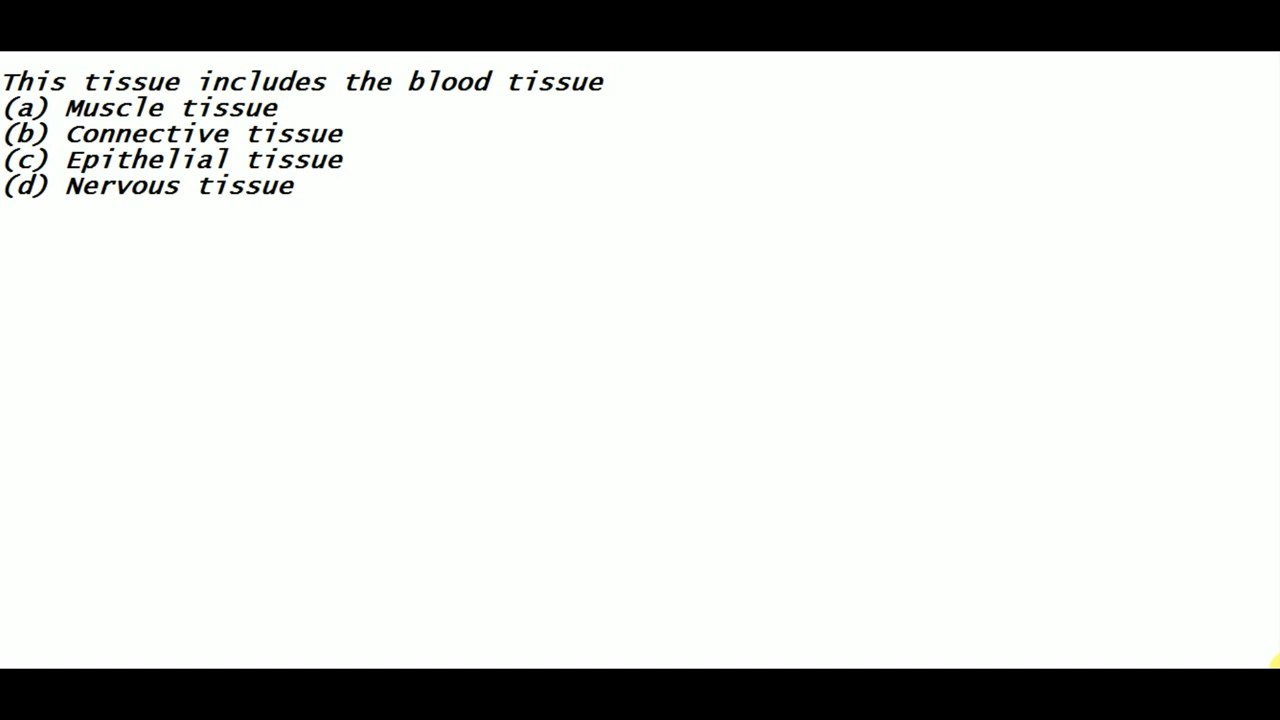 This tissue includes the blood tissue
(a) Muscle tissue
(b) Connective tissue
(c) Epithelial tissue
(d) Nervous tissue